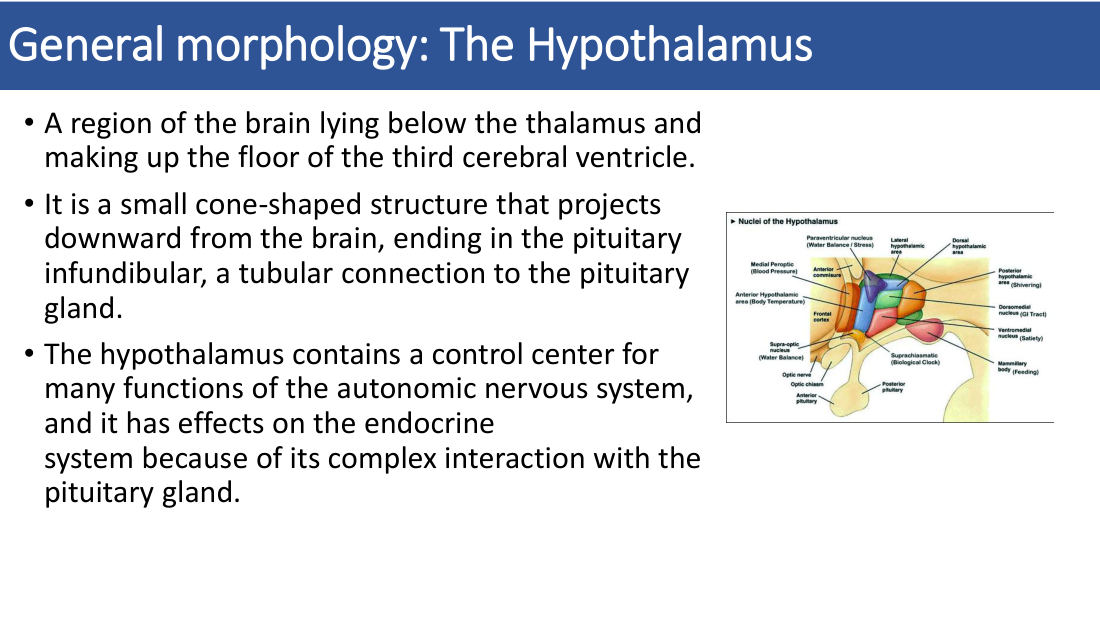 General morphology: The Hypothalamus
• A region of the brain lying below the thalamus and
making up the floor of the third cerebral ventricle.
• It is a small cone-shaped structure that projects
downward from the brain, ending in the pituitary
infundibular, a tubular connection to the pituitary
gland.
• The hypothalamus contains a control center for
many functions of the autonomic nervous system,
and it has effects on the endocrine
system because of its complex interaction with the
pituitary gland.
▸ Nuclei of the Hypothalamus
Paraventricular nucleus
(Water Balance / Stress)
Lateral
hypothalamic
area
Dorsal
hypothalamic
area
Medial Peroptic
(Blood Pressure)
Anterior
commisure
Posterior
hypothalamic
area (Shivering)
Anterior Hypothalamic
area (Body Temperature)
Dorsomedial
nucleus (GI Tract)
Frontal
cortex
Ventromedial
nucleus (Satiety)
Supra-optic
nucleus
(Water Balance)
Suprachiasmatic
(Biological Clock)
Mammillary
body (Feeding)
Optic nerve
Optic chiasm
Posterior
pituitary
Anterior
pituitary